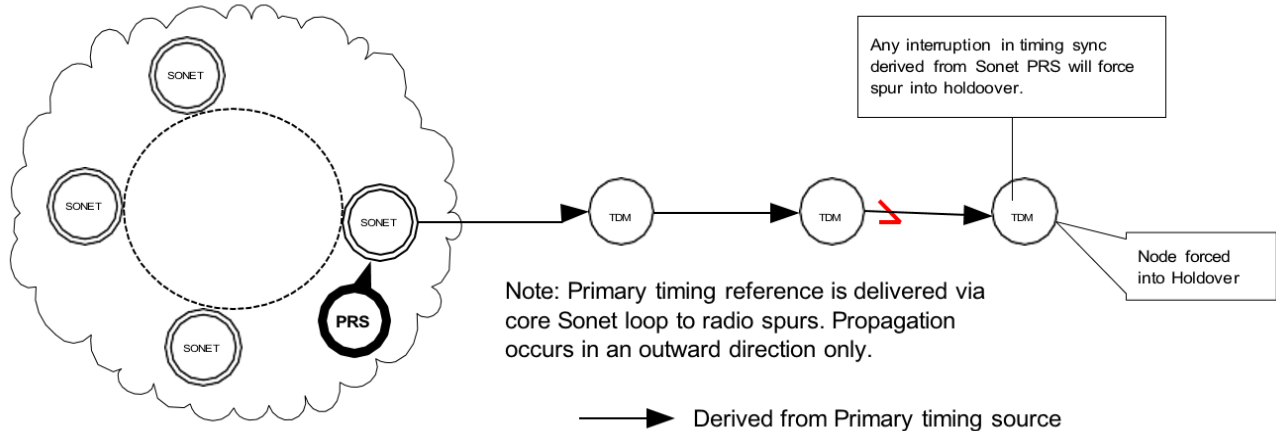 Any interruption in timing sync
derived from Sonet PRS will force
spur into holdoover.
SONET
SONET
SONET
TDM
TDM
TDM
Node forced
into Holdover
PRS
SONET
Note: Primary timing reference is delivered via
core Sonet loop to radio spurs. Propagation
occurs in an outward direction only.
Derived from Primary timing source